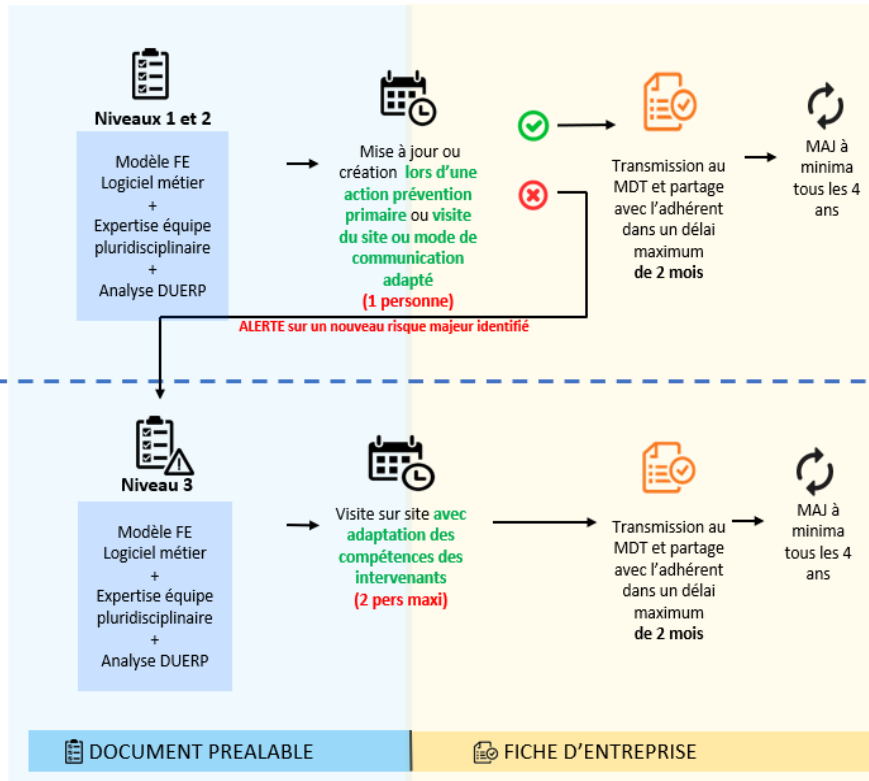 Niveaux 1 et 2
Modèle FE
Logiciel métier
+
Expertise équipe
pluridisciplinaire
+
Analyse DUERP
Mise à jour ou
création lors d'une
action prévention
primaire ou visite
du site ou mode de
communication
adapté
(1 personne)
Transmission au
MDT et partage
avec l'adhérent
dans un délai
maximum
de 2 mois
MAJ à
minima
tous les 4
ans
ALERTE sur un nouveau risque majeur identifié
Niveau 3
Modèle FE
Logiciel métier
+
Expertise équipe
pluridisciplinaire
+
Analyse DUERP
Visite sur site avec
adaptation des
compétences des
intervenants
(2 pers maxi)
Transmission au
MDT et partage
avec l'adhérent
dans un délai
maximum
de 2 mois
MAJ à
minima
tous les 4
ans
DOCUMENT PREALABLE
FICHE D'ENTREPRISE